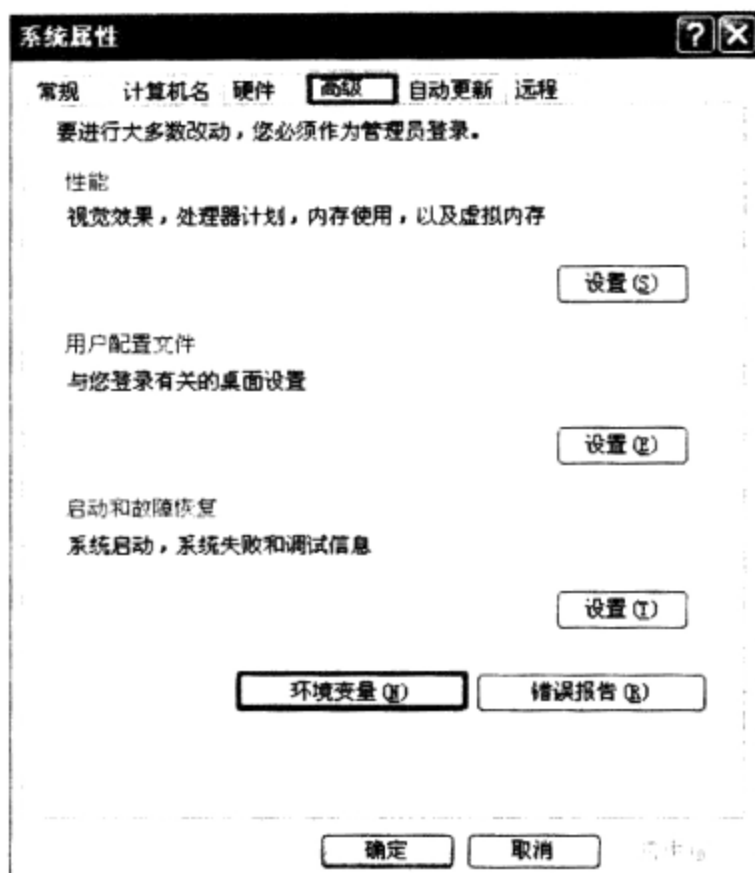 系统属性
常规 计算机名 硬件 高级 自动更新 远程
要进行大多数改动，您必须作为管理员登录。
性能
视觉效果，处理器计划，内存使用，以及虚拟内存
设置(S)
用户配置文件
与您登录有关的桌面设置
设置(E)
启动和故障恢复
系统启动，系统失败和调试信息
设置(T)
环境变量(N) 错误报告(R)
确定 取消